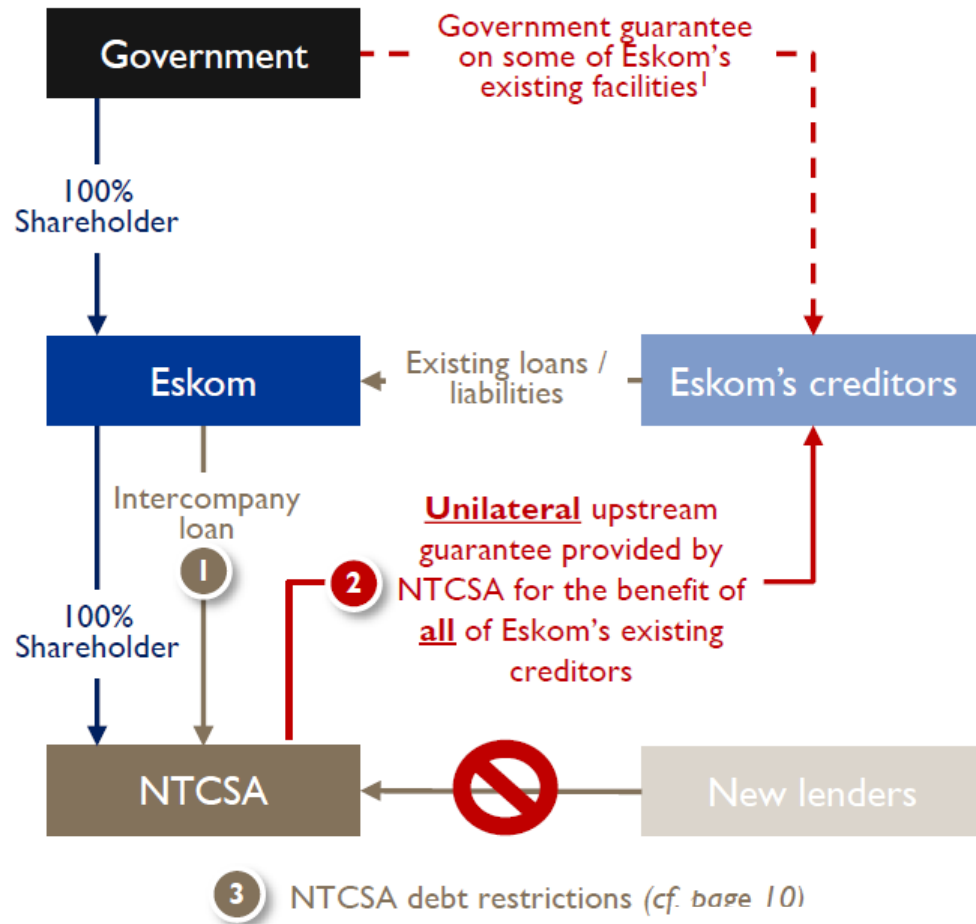 Government
Government guarantee
on some of Eskom's
existing facilities¹
100%
Shareholder
Eskom
Existing loans /
liabilities
Eskom's creditors
Intercompany
loan
1
Unilateral upstream
guarantee provided by
2 NTCSA for the benefit of
all of Eskom's existing
creditors
100%
Shareholder
NTCSA
New lenders
3 NTCSA debt restrictions (cf. page 10)